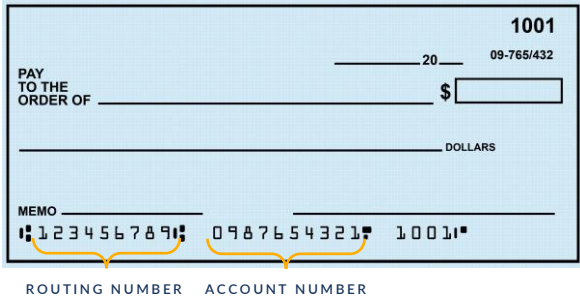 1001
20 09-765/432
PAY
TO THE
ORDER OF $
DOLLARS
MEMO
⑆123456789⑆ 0987654321⑈ 1001⑈
ROUTING NUMBER ACCOUNT NUMBER